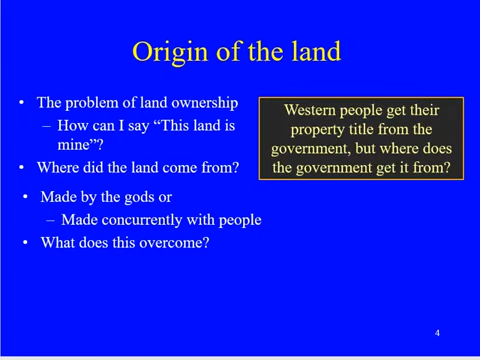 Origin of the land
• The problem of land ownership
– How can I say “This land is
mine”?
• Where did the land come from?
• Made by the gods or
– Made concurrently with people
• What does this overcome?
Western people get their
property title from the
government, but where does
the government get it from?
4